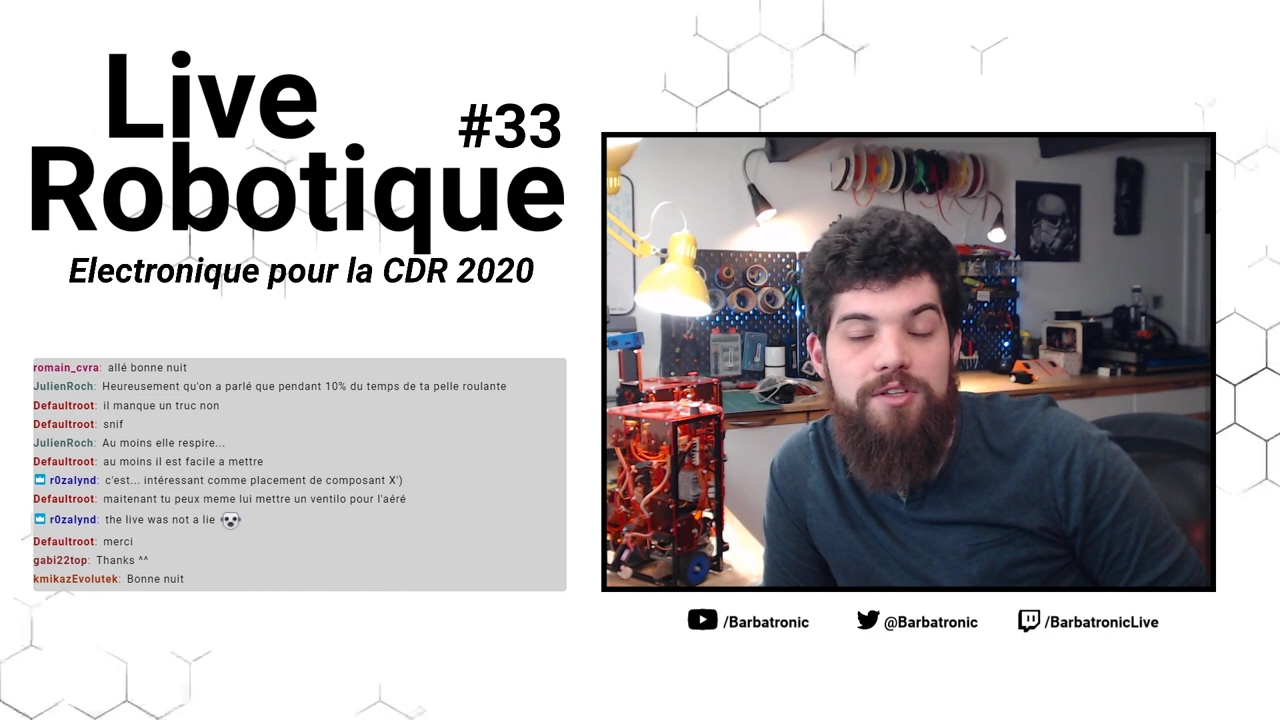 Live
#33
Robotique
Electronique pour la CDR 2020
romain_cvra: allé bonne nuit
JulienRoch: Heureusement qu'on a parlé que pendant 10% du temps de ta pelle roulante
Defaultroot: il manque un truc non
Defaultroot: snif
JulienRoch: Au moins elle respire...
Defaultroot: au moins il est facile a mettre
r0zalynd: c'est... intéressant comme placement de composant X')
Defaultroot: maitenant tu peux meme lui mettre un ventilo pour l'aéré
r0zalynd: the live was not a lie
Defaultroot: merci
gabi22top: Thanks ^^
kmikazEvolutek: Bonne nuit
/Barbatronic
@Barbatronic
/BarbatronicLive